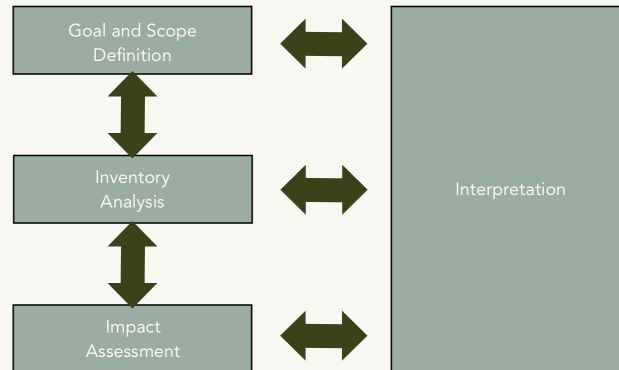 Goal and Scope
Definition
Inventory
Analysis
Interpretation
Impact
Assessment